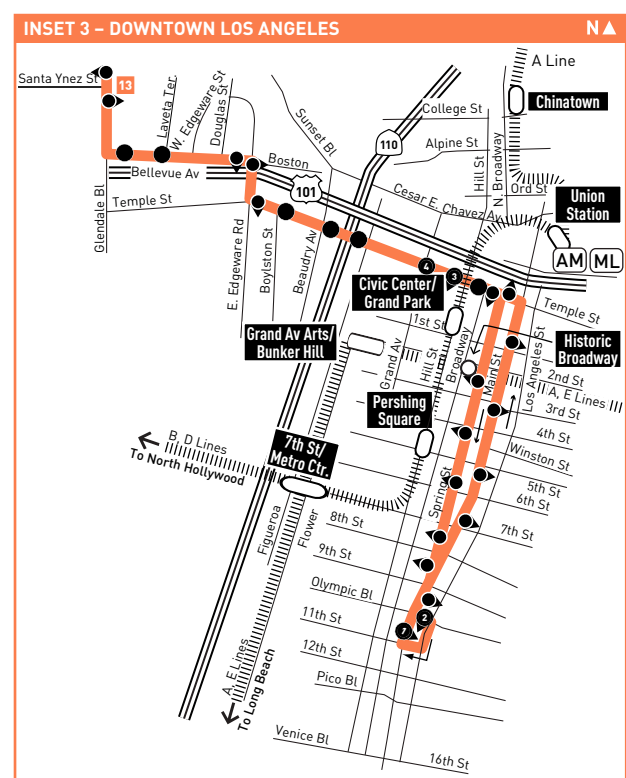 INSET 3 – DOWNTOWN LOS ANGELES
N
A Line
Santa Ynez St
13
Chinatown
Laveta Ter.
W. Edgeware St
Douglas St
Sunset Bl
110
College St
Alpine St
Hill St
N. Broadway
Ord St
Boston
Bellevue Av
101
Cesar E. Chavez Av
Union
Station
AM
ML
Glendale Bl
Temple St
E. Edgeware Rd
Boylston St
Beaudry Av
4
3
Civic Center/
Grand Park
Temple St
1st St
Grand Av Arts/
Bunker Hill
Grand Av
Hill St
Broadway
Main St
Los Angeles St
Historic
Broadway
2nd St
A, E Lines
3rd St
Pershing
Square
4th St
Winston St
B, D Lines
To North Hollywood
7th St/
Metro Ctr.
5th St
6th St
Spring St
7th St
Figueroa
Flower
8th St
9th St
Olympic Bl
11th St
1
2
12th St
A, E Lines
To Long Beach
Pico Bl
Venice Bl
16th St